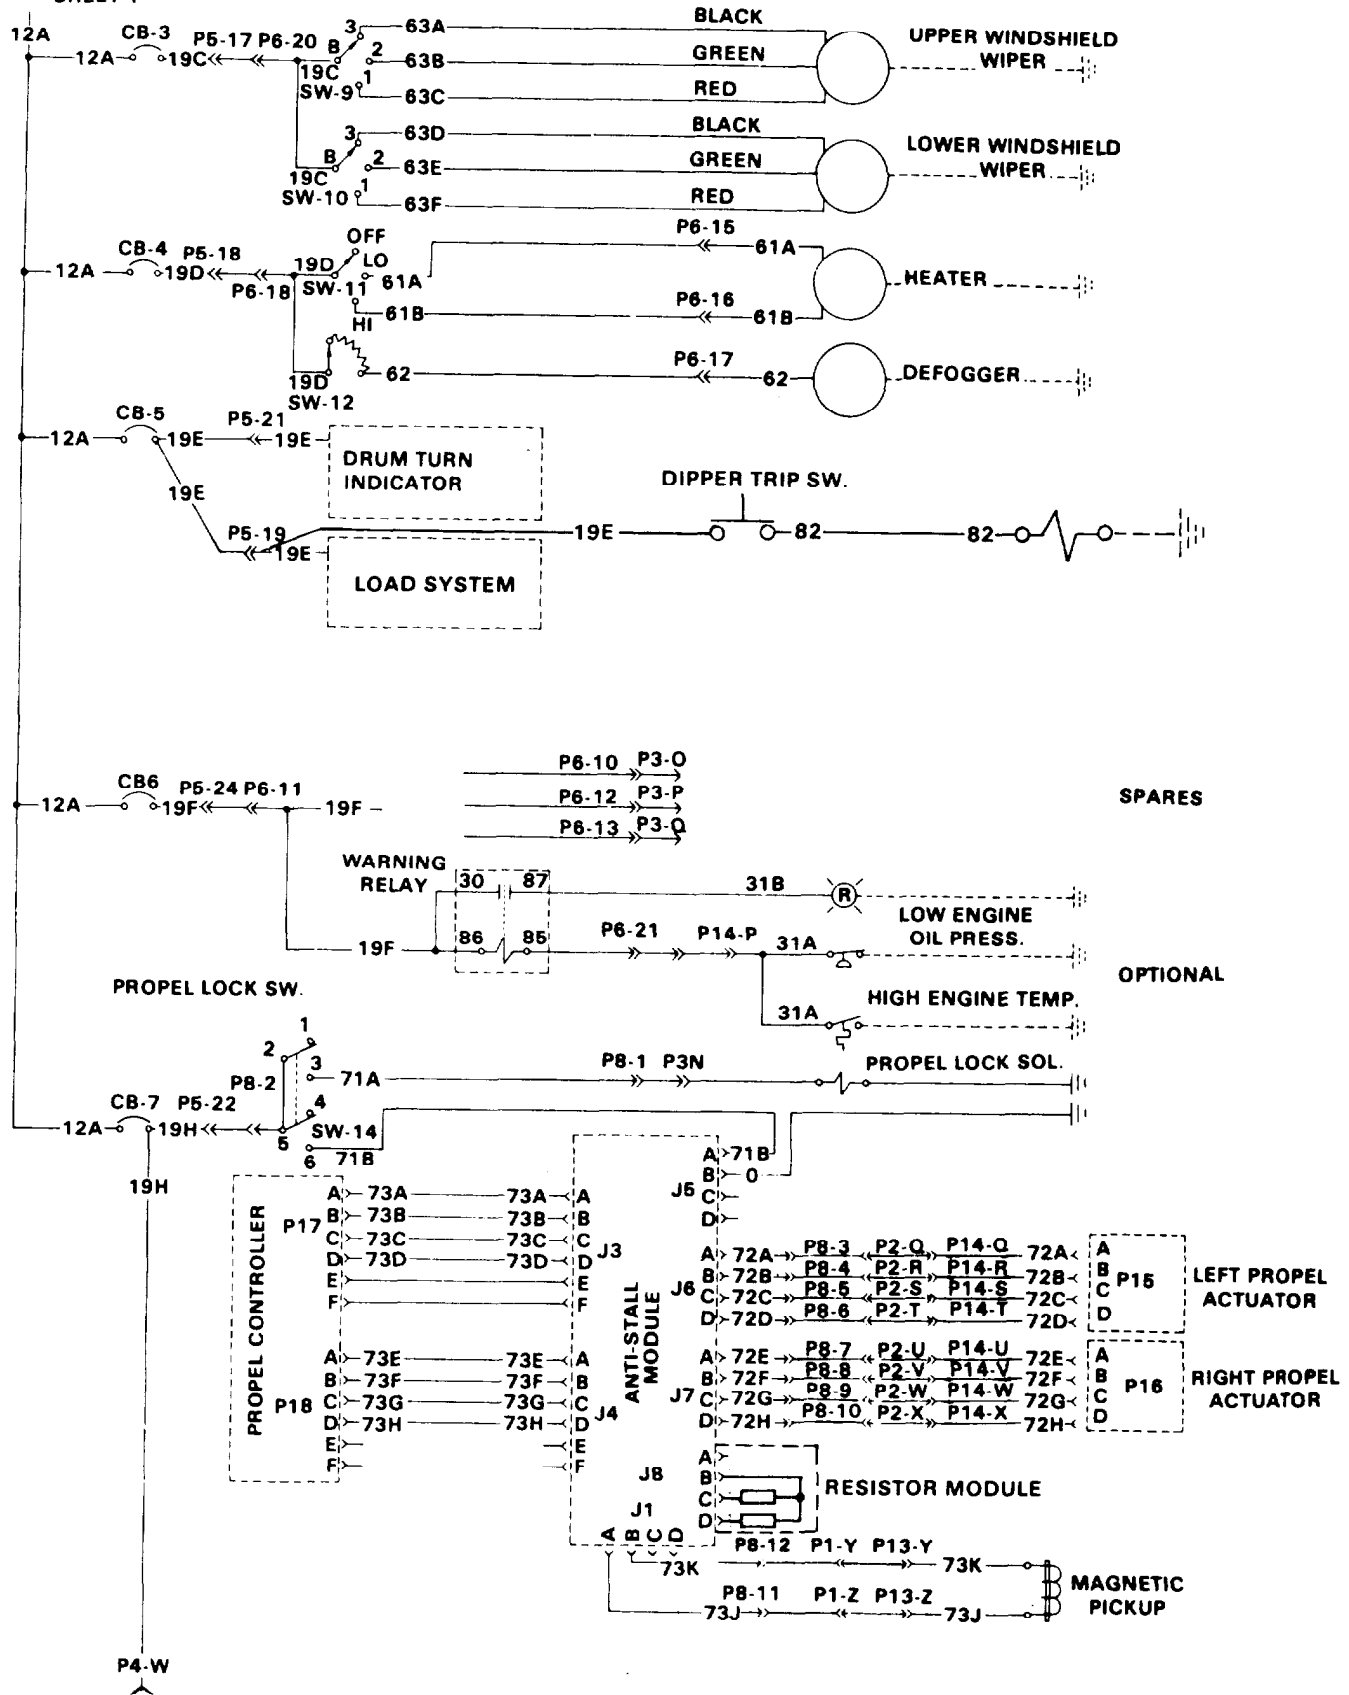 12A
12A CB-3 19C P5-17 P6-20 19C B 3 2 1 SW-9
63A BLACK
63B GREEN
63C RED
UPPER WINDSHIELD
WIPER
19C B 3 2 1 SW-10
63D BLACK
63E GREEN
63F RED
LOWER WINDSHIELD
WIPER
12A CB-4 19D P5-18 P6-18 19D
OFF
LO
HI
SW-11
61A P6-15 61A
61B P6-16 61B
HEATER
19D
SW-12
62 P6-17 62
DEFOGGER
12A CB-5 19E P5-21 19E
DRUM TURN
INDICATOR
19E P5-19 19E
LOAD SYSTEM
19E DIPPER TRIP SW. 82 82
12A CB6 19F P5-24 P6-11 19F
P6-10 P3-O
P6-12 P3-P
P6-13 P3-Q
SPARES
WARNING
RELAY
19F 30 87 31B R
86 85 P6-21 P14-P 31A
LOW ENGINE
OIL PRESS.
31A HIGH ENGINE TEMP.
OPTIONAL
PROPEL LOCK SW.
1
2
3
P8-2
71A P8-1 P3N PROPEL LOCK SOL.
12A CB-7 19H P5-22 5 4 SW-14
6 71B
19H
P4-W
PROPEL CONTROLLER
P17
A 73A 73A A
B 73B 73B B
C 73C 73C C
D 73D 73D D
E E
F F
J3
P18
A 73E 73E A
B 73F 73F B
C 73G 73G C
D 73H 73H D
E E
F F
J4
ANTI-STALL
MODULE
J5
A 71B
B 0
C
D
J6
A 72A P8-3 P2-Q P14-Q 72A A
B 72B P8-4 P2-R P14-R 72B B
C 72C P8-5 P2-S P14-S 72C C
D 72D P8-6 P2-T P14-T 72D D
P15
LEFT PROPEL
ACTUATOR
J7
A 72E P8-7 P2-U P14-U 72E A
B 72F P8-8 P2-V P14-V 72F B
C 72G P8-9 P2-W P14-W 72G C
D 72H P8-10 P2-X P14-X 72H D
P16
RIGHT PROPEL
ACTUATOR
J8
A
B
C
D
RESISTOR MODULE
J1
A B C D
73K P8-12 P1-Y P13-Y 73K
73J P8-11 P1-Z P13-Z 73J
MAGNETIC
PICKUP